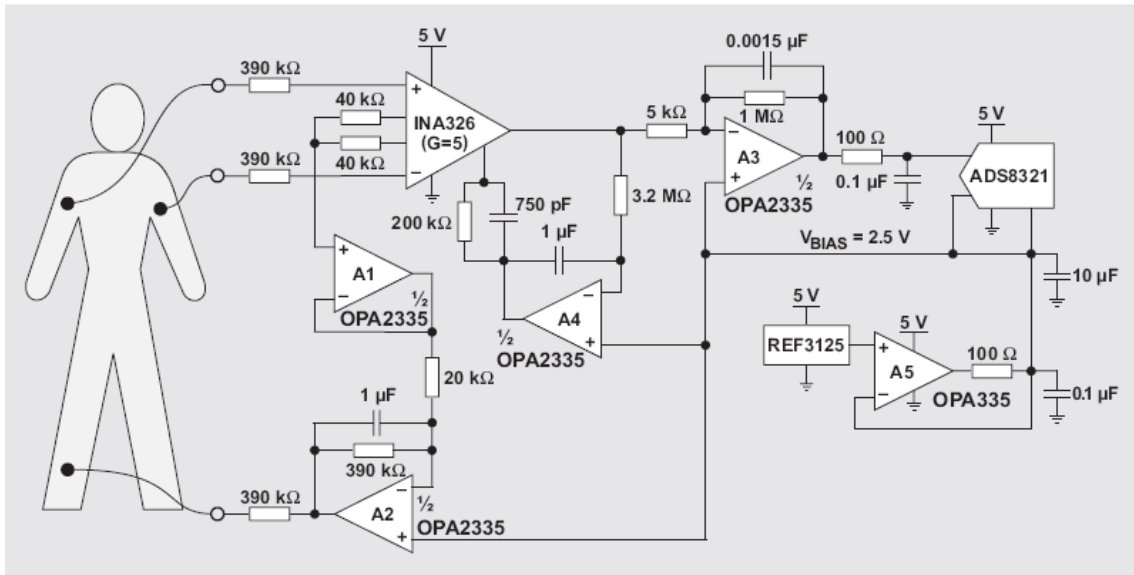 5 V
0.0015 µF
390 kΩ
+
40 kΩ
INA326
(G=5)
5 kΩ
–
1 MΩ
100 Ω
5 V
A3
390 kΩ
40 kΩ
–
+
½
0.1 µF
ADS8321
OPA2335
3.2 MΩ
200 kΩ
750 pF
1 µF
V_BIAS = 2.5 V
+
A1
–
½
OPA2335
10 µF
–
A4
+
½
OPA2335
5 V
REF3125
5 V
+
A5
–
100 Ω
OPA335
0.1 µF
20 kΩ
1 µF
390 kΩ
390 kΩ
–
A2
+
½
OPA2335